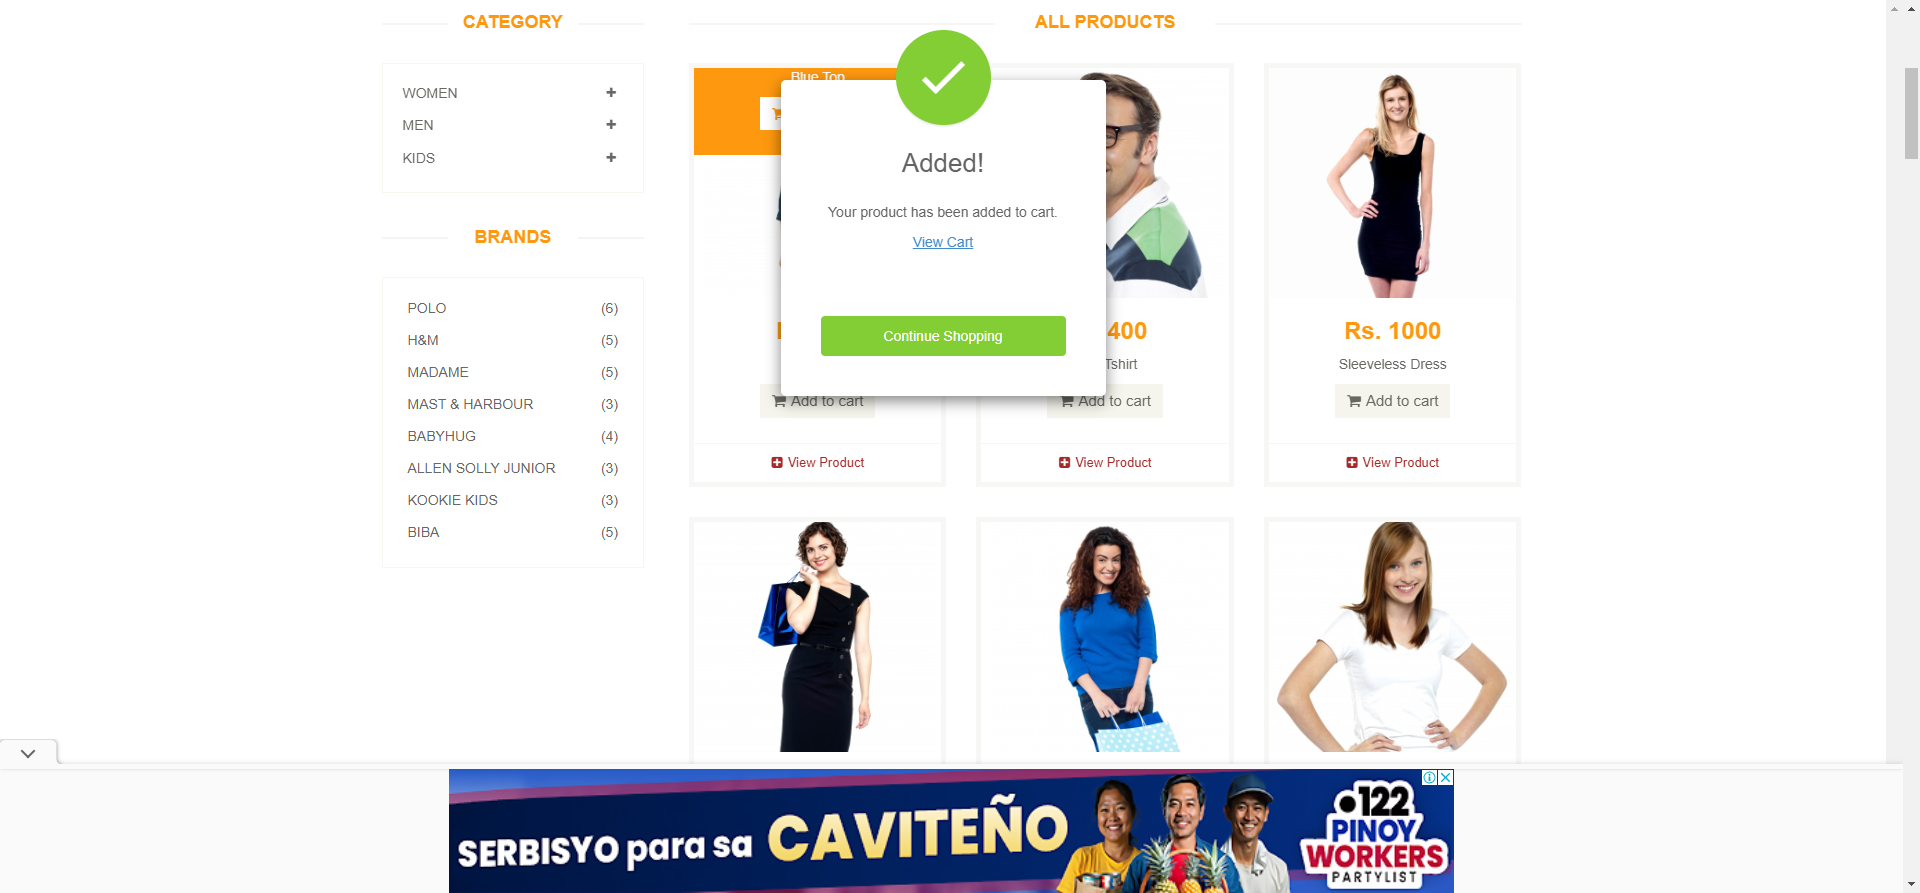 CATEGORY
WOMEN
MEN
KIDS
BRANDS
POLO (6)
H&M (5)
MADAME (5)
MAST & HARBOUR (3)
BABYHUG (4)
ALLEN SOLLY JUNIOR (3)
KOOKIE KIDS (3)
BIBA (5)
ALL PRODUCTS
Blue Top
Added!
Your product has been added to cart.
View Cart
Continue Shopping
400
Tshirt
Rs. 1000
Sleeveless Dress
Add to cart
Add to cart
Add to cart
View Product
View Product
View Product
SERBISYO para sa CAVITEÑO
122
PINOY
WORKERS
PARTYLIST